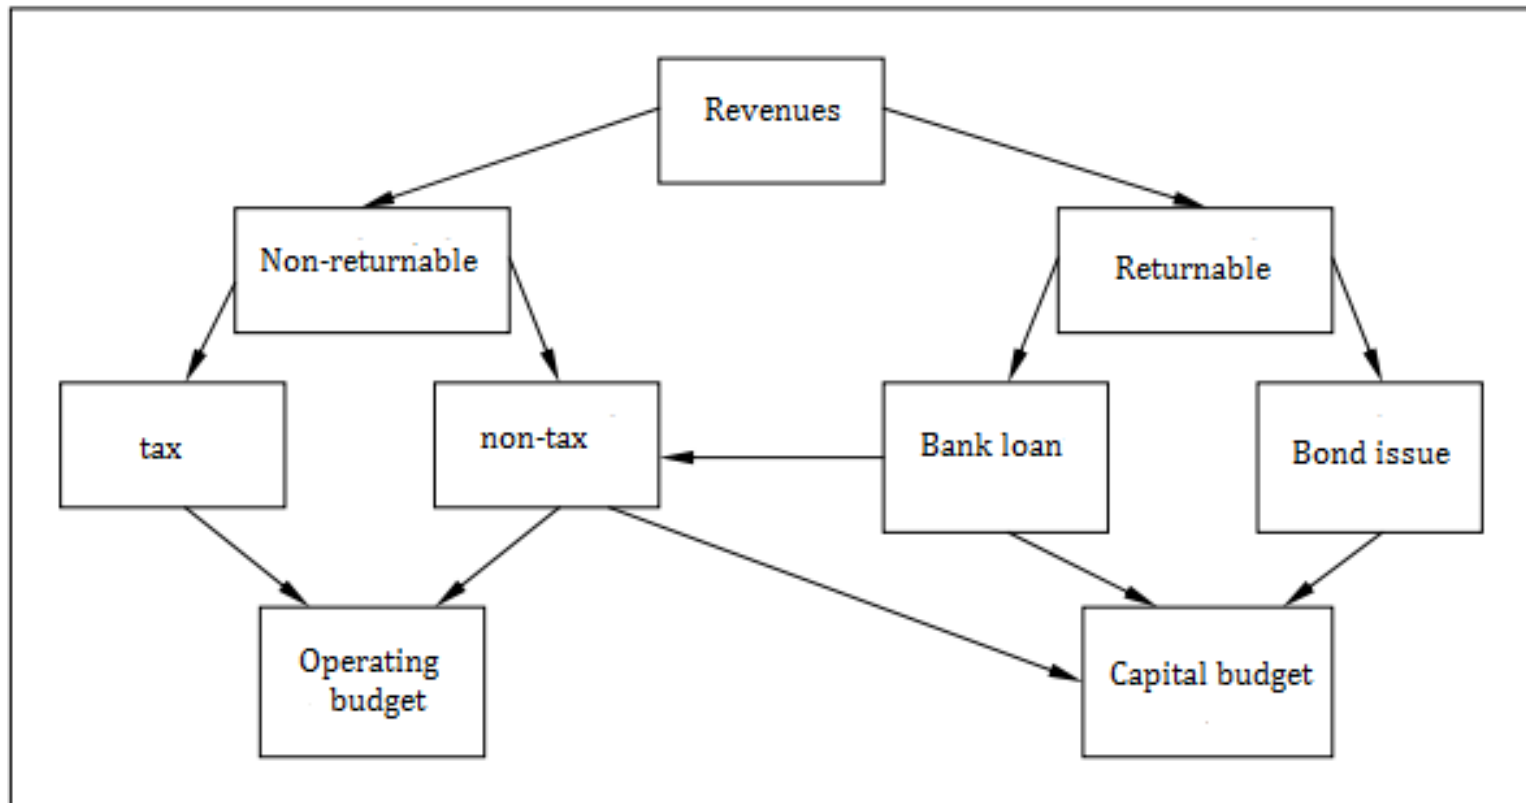 Revenues
Non-returnable
Returnable
tax
non-tax
Bank loan
Bond issue
Operating
budget
Capital budget